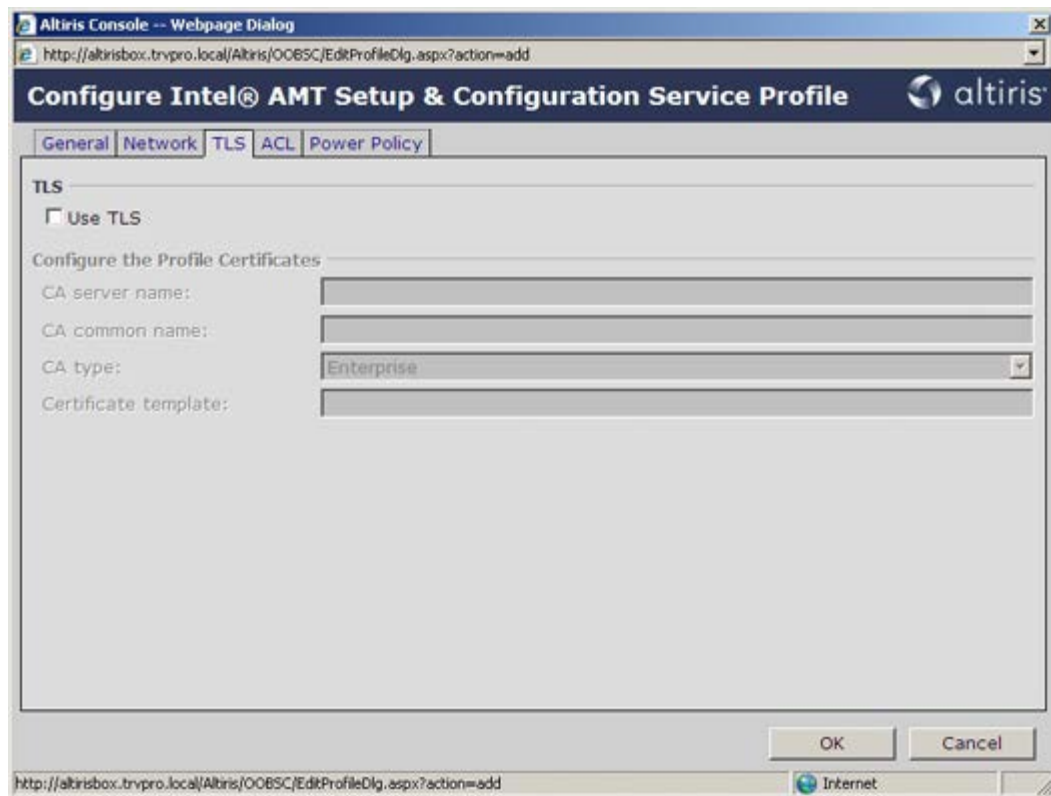 Altiris Console -- Webpage Dialog
http://altirisbox.trvpro.local/Altiris/OOBSC/EditProfileDlg.aspx?action=add
Configure Intel® AMT Setup & Configuration Service Profile
altiris
General Network TLS ACL Power Policy
TLS
Use TLS
Configure the Profile Certificates
CA server name:
CA common name:
CA type: Enterprise
Certificate template:
OK Cancel
http://altirisbox.trvpro.local/Altiris/OOBSC/EditProfileDlg.aspx?action=add Internet